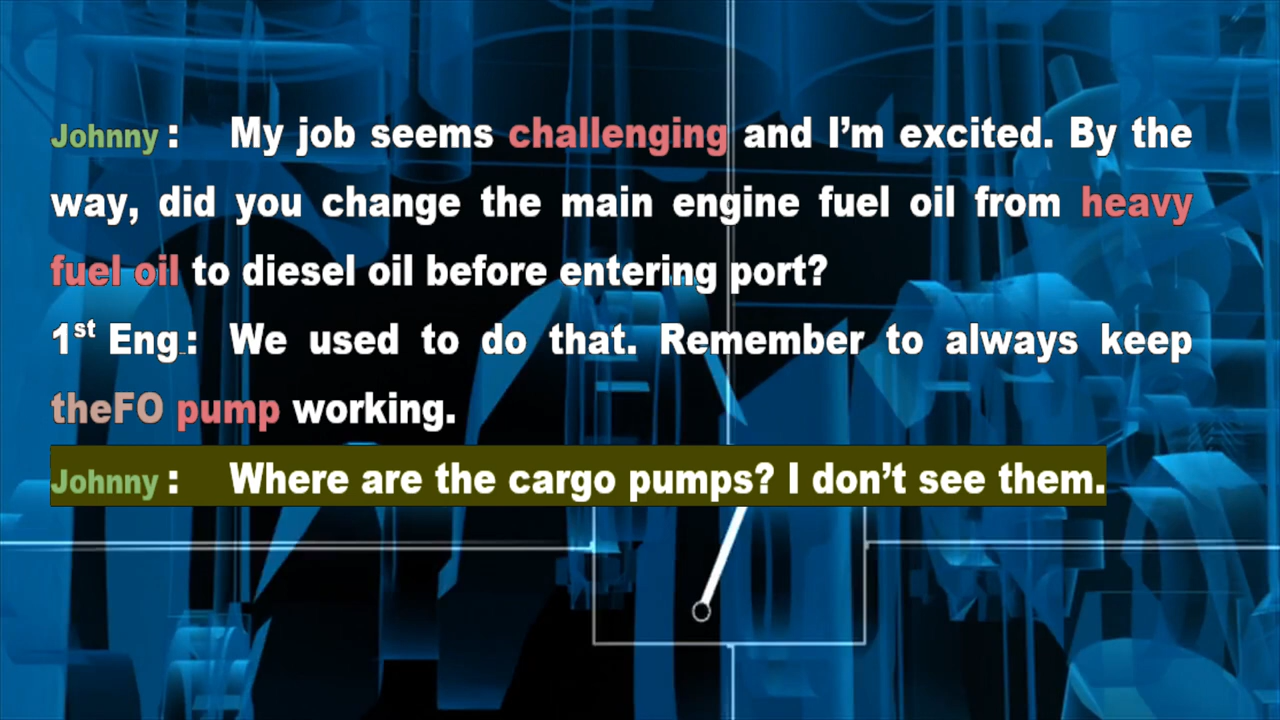 Johnny : My job seems challenging and I’m excited. By the
way, did you change the main engine fuel oil from heavy
fuel oil to diesel oil before entering port?
1st Eng.: We used to do that. Remember to always keep
theFO pump working.
Johnny : Where are the cargo pumps? I don’t see them.